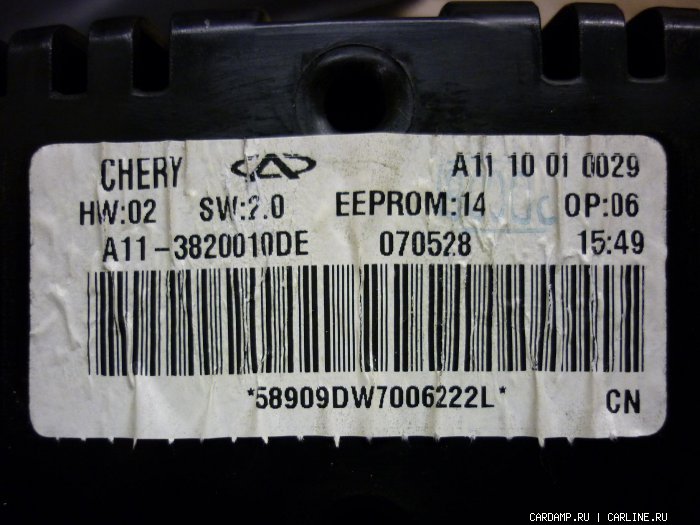 CHERY A11 10 01 0029
HW:02 SW:2.0 EEPROM:14 OP:06
A11-3820010DE 070528 15:49
*58909DW7006222L*
CN
CARDAMP.RU | CARLINE.RU